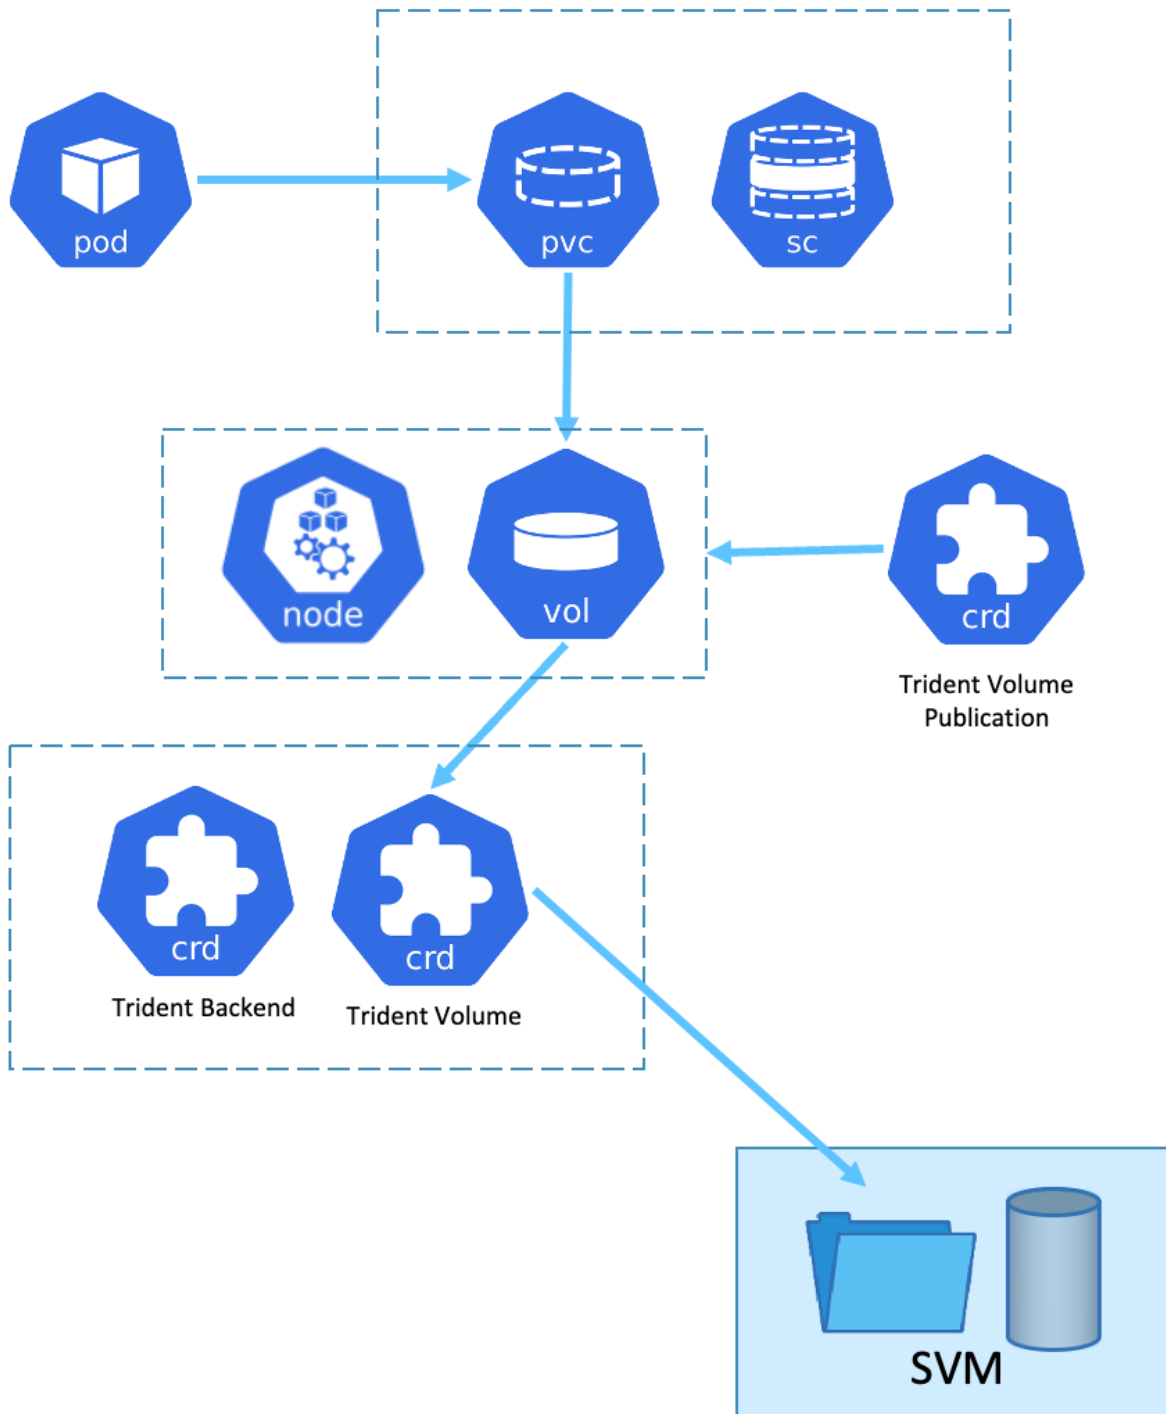 pod
pvc
sc
node
vol
crd
Trident Volume
Publication
crd
Trident Backend
crd
Trident Volume
SVM